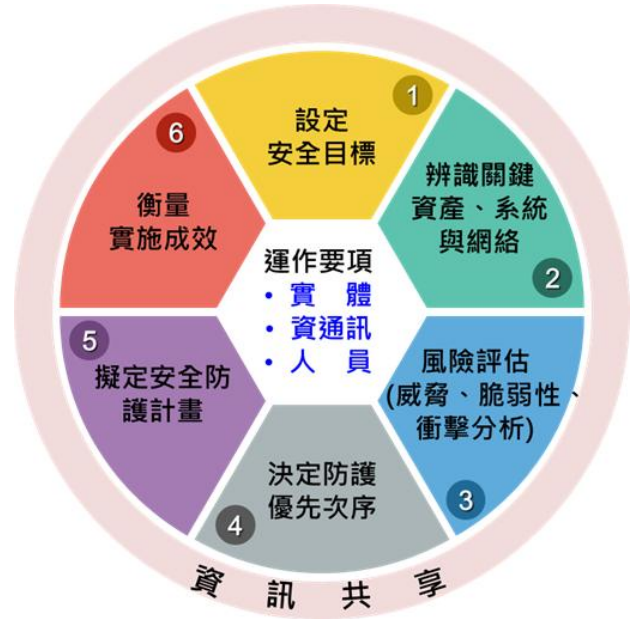 1
設定
安全目標
辨識關鍵
資產、系統
與網絡
2
風險評估
(威脅、脆弱性、
衝擊分析)
3
決定防護
優先次序
4
5
擬定安全防
護計畫
6
衡量
實施成效
運作要項
• 實 體
• 資通訊
• 人 員
資 訊 共 享